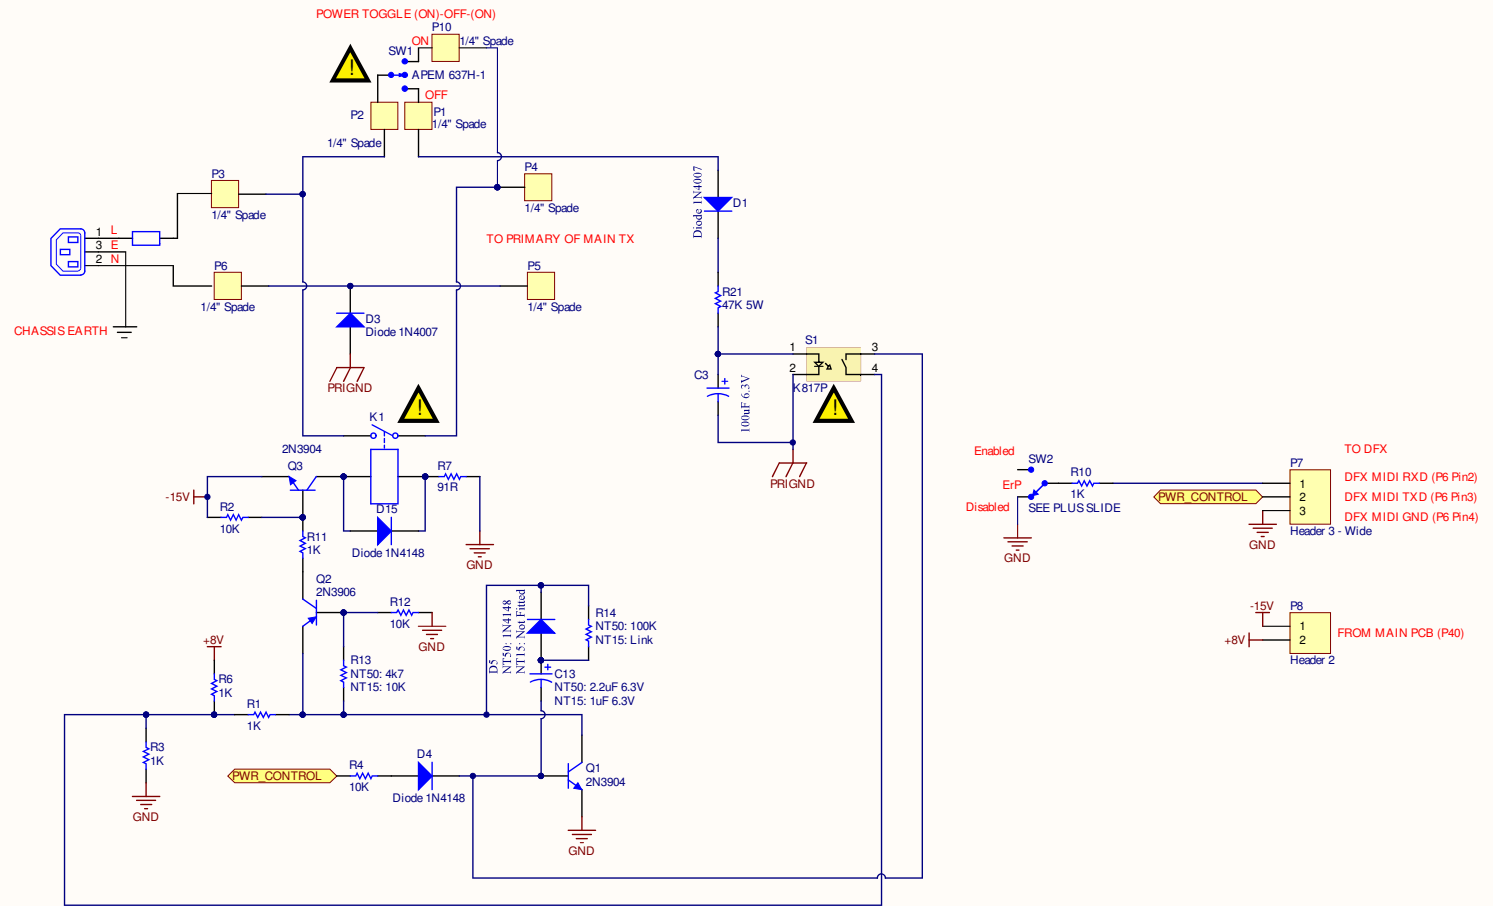 POWER TOGGLE (ON)-OFF-(ON)
P10
ON
1/4" Spade
SW1
APEM 637H-1
OFF
P2
P1
1/4" Spade
1/4" Spade
P3
1/4" Spade
P4
1/4" Spade
Diode 1N4007
D1
1 L
3 E
2 N
TO PRIMARY OF MAIN TX
P6
1/4" Spade
P5
1/4" Spade
CHASSIS EARTH
D3
Diode 1N4007
PRIGND
R21
47K 5W
S1
1
2
3
4
K817P
C3
+
100uF 6.3V
PRIGND
K1
2N3904
Q3
-15V
R2
10K
R7
91R
D15
Diode 1N4148
GND
R11
1K
Q2
2N3906
R12
10K
GND
R13
NT50: 4k7
NT15: 10K
D5
NT50: 1N4148
NT15: Not Fitted
R14
NT50: 100K
NT15: Link
+
C13
NT50: 2.2uF 6.3V
NT15: 1uF 6.3V
+8V
R6
1K
R1
1K
R3
1K
GND
PWR_CONTROL
R4
10K
D4
Diode 1N4148
Q1
2N3904
GND
Enabled
SW2
ErP
Disabled
SEE PLUS SLIDE
GND
R10
1K
PWR_CONTROL
GND
TO DFX
P7
1
2
3
Header 3 - Wide
DFX MIDI RXD (P6 Pin2)
DFX MIDI TXD (P6 Pin3)
DFX MIDI GND (P6 Pin4)
-15V
+8V
P8
1
2
Header 2
FROM MAIN PCB (P40)